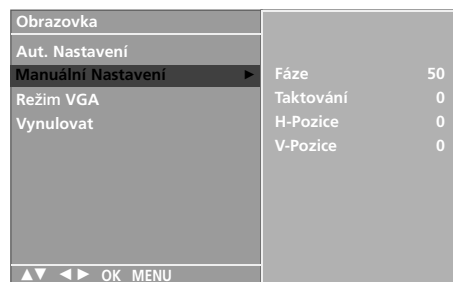 Obrazovka
Aut. Nastavení
Manuální Nastavení ►
Režim VGA
Vynulovat
Fáze 50
Taktování 0
H-Pozice 0
V-Pozice 0
▲▼ ◄► OK MENU